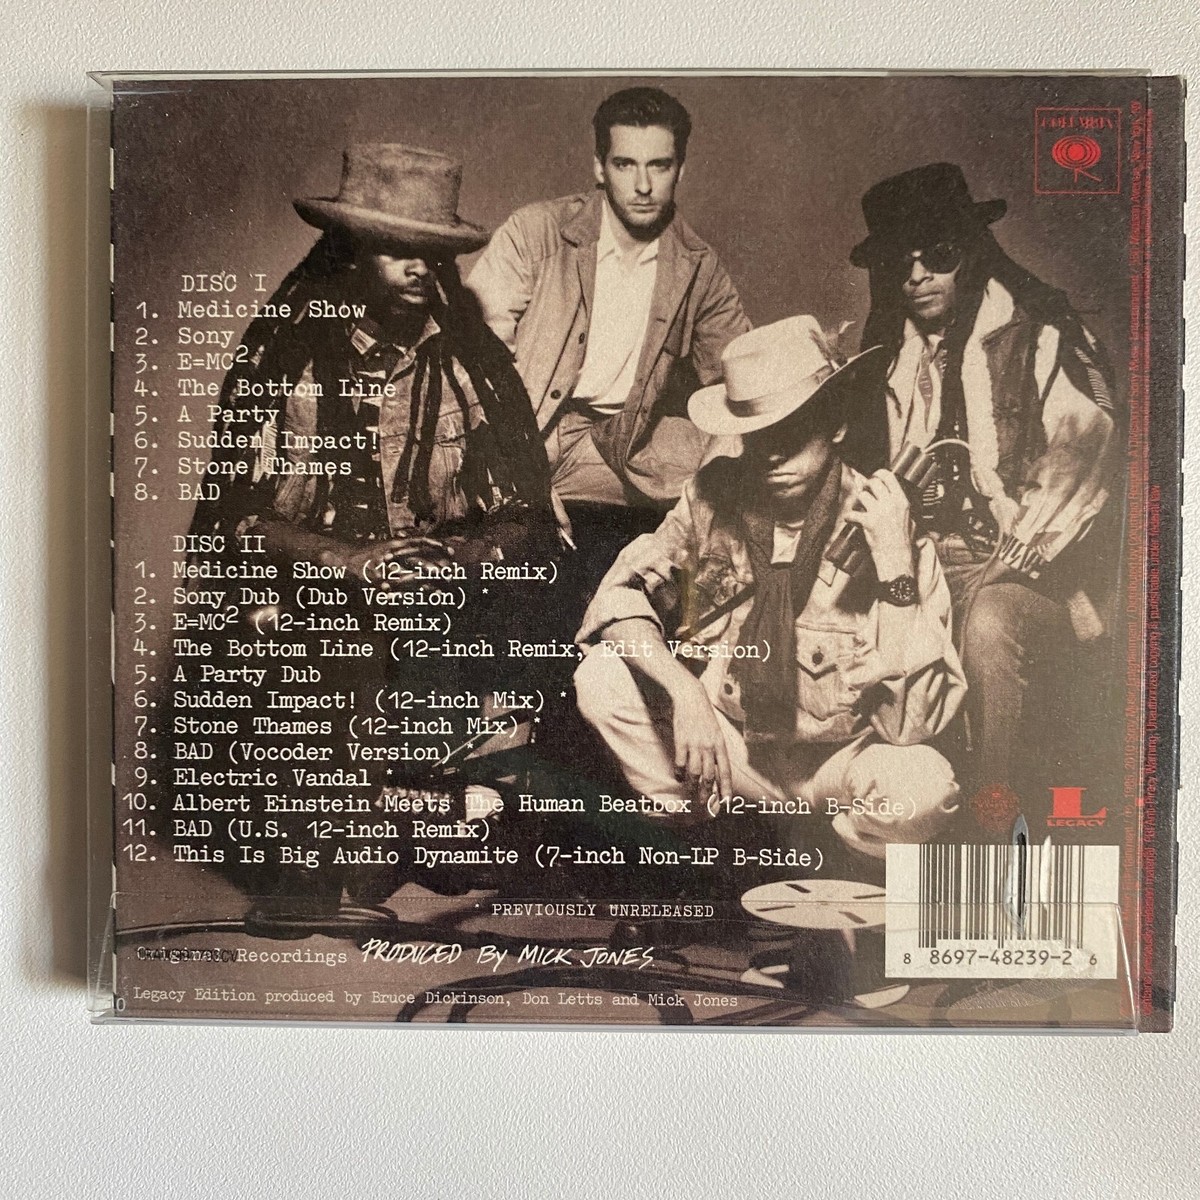 COLUMBIA
DISC I
1. Medicine Show
2. Sony
3. E=MC2
4. The Bottom Line
5. A Party
6. Sudden Impact!
7. Stone Thames
8. BAD
DISC II
1. Medicine Show (12-inch Remix)
2. Sony Dub (Dub Version) *
3. E=MC2 (12-inch Remix)
4. The Bottom Line (12-inch Remix, Edit Version)
5. A Party Dub
6. Sudden Impact! (12-inch Mix) *
7. Stone Thames (12-inch Mix) *
8. BAD (Vocoder Version) *
9. Electric Vandal *
10. Albert Einstein Meets The Human Beatbox (12-inch B-Side)
11. BAD (U.S. 12-inch Remix)
12. This Is Big Audio Dynamite (7-inch Non-LP B-Side)
* PREVIOUSLY UNRELEASED
Original Recordings PRODUCED BY MICK JONES
Legacy Edition produced by Bruce Dickinson, Don Letts and Mick Jones
L
LEGACY
8 8697-48239-2 6